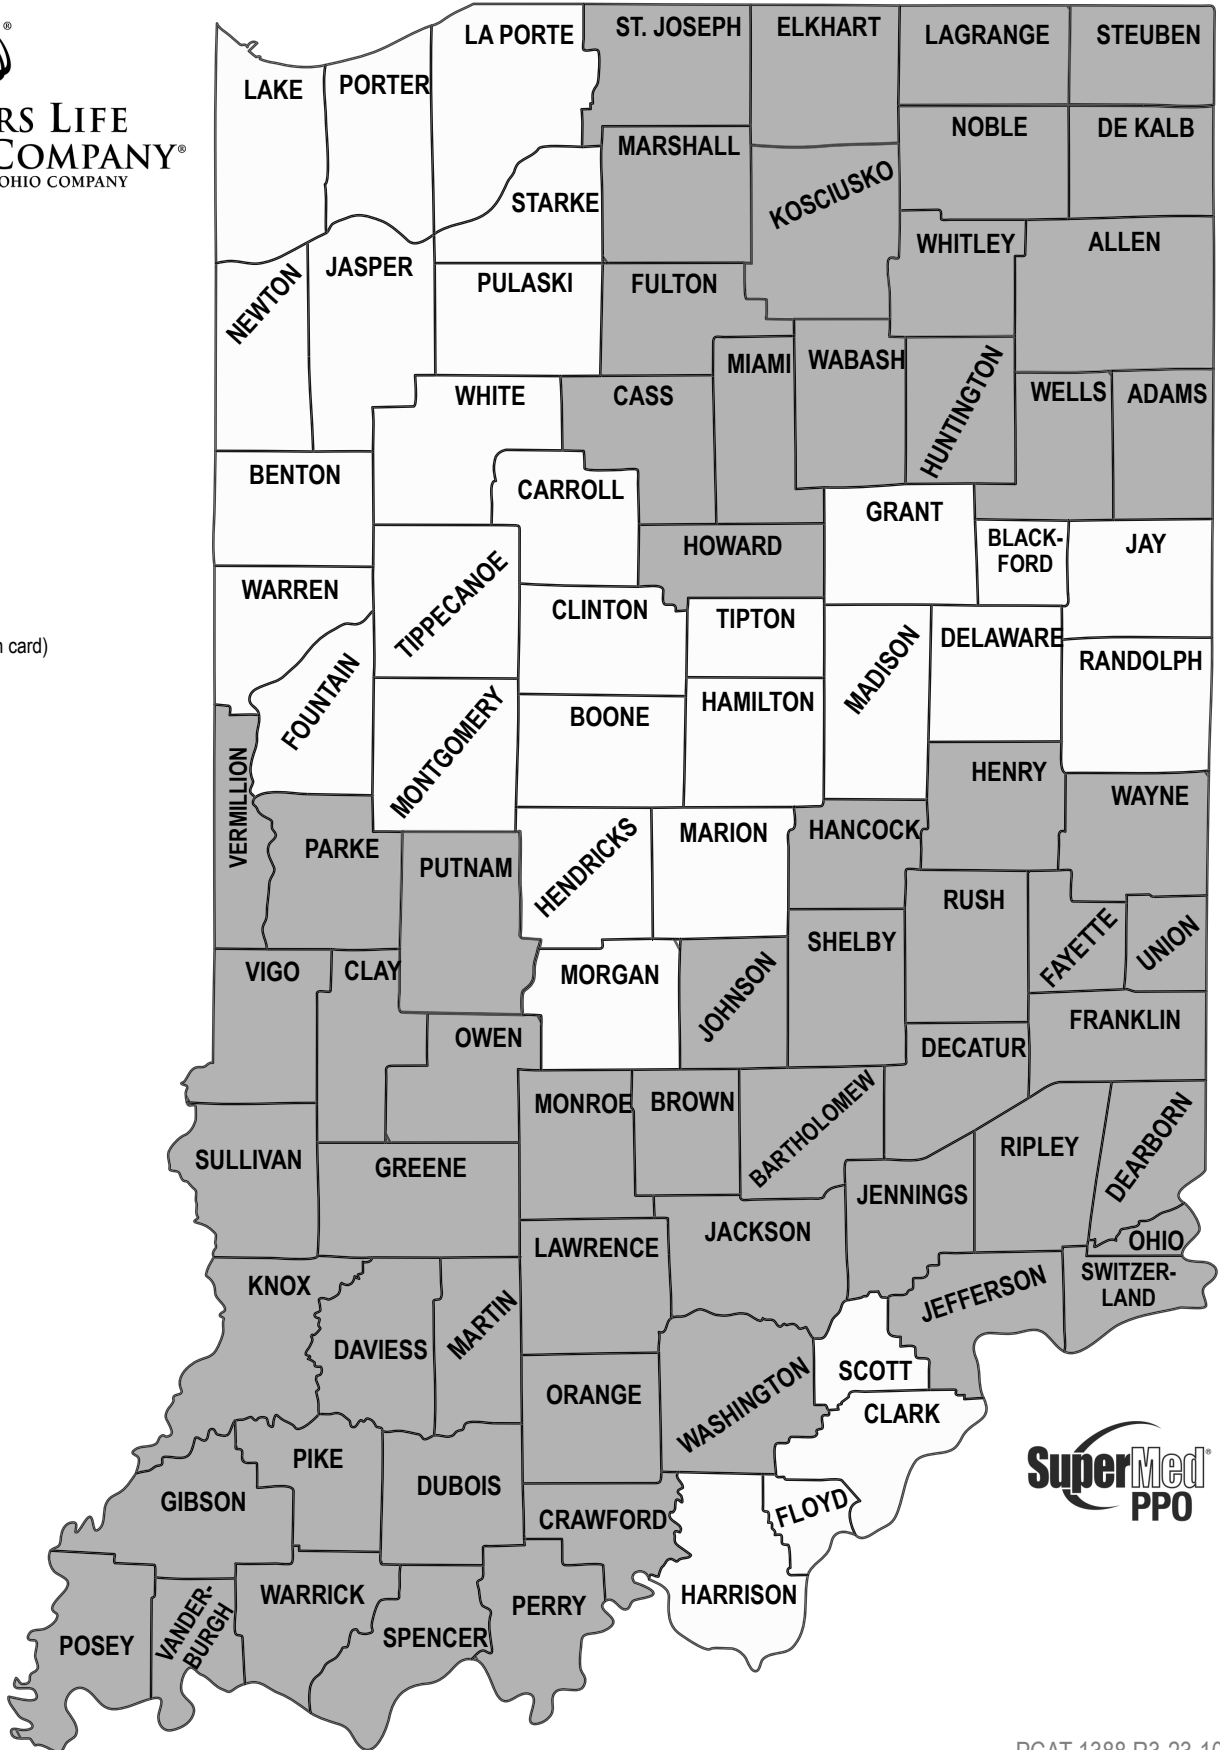 ®
RS LIFE
COMPANY®
OHIO COMPANY
LA PORTE
ST. JOSEPH
ELKHART
LAGRANGE
STEUBEN
LAKE
PORTER
NOBLE
DE KALB
MARSHALL
KOSCIUSKO
STARKE
WHITLEY
ALLEN
NEWTON
JASPER
PULASKI
FULTON
MIAMI
WABASH
HUNTINGTON
WELLS
ADAMS
WHITE
CASS
BENTON
CARROLL
GRANT
HOWARD
BLACK-
FORD
JAY
WARREN
TIPPECANOE
CLINTON
TIPTON
MADISON
DELAWARE
RANDOLPH
n card)
FOUNTAIN
MONTGOMERY
BOONE
HAMILTON
HENRY
WAYNE
VERMILLION
PARKE
PUTNAM
HENDRICKS
MARION
HANCOCK
RUSH
FAYETTE
UNION
VIGO
CLAY
MORGAN
JOHNSON
SHELBY
OWEN
DECATUR
FRANKLIN
MONROE
BROWN
BARTHOLOMEW
RIPLEY
DEARBORN
SULLIVAN
GREENE
JENNINGS
LAWRENCE
JACKSON
OHIO
KNOX
DAVIESS
MARTIN
JEFFERSON
SWITZER-
LAND
ORANGE
WASHINGTON
SCOTT
CLARK
PIKE
DUBOIS
GIBSON
CRAWFORD
FLOYD
SuperMed®
PPO
WARRICK
PERRY
HARRISON
POSEY
VANDER-
BURGH
SPENCER